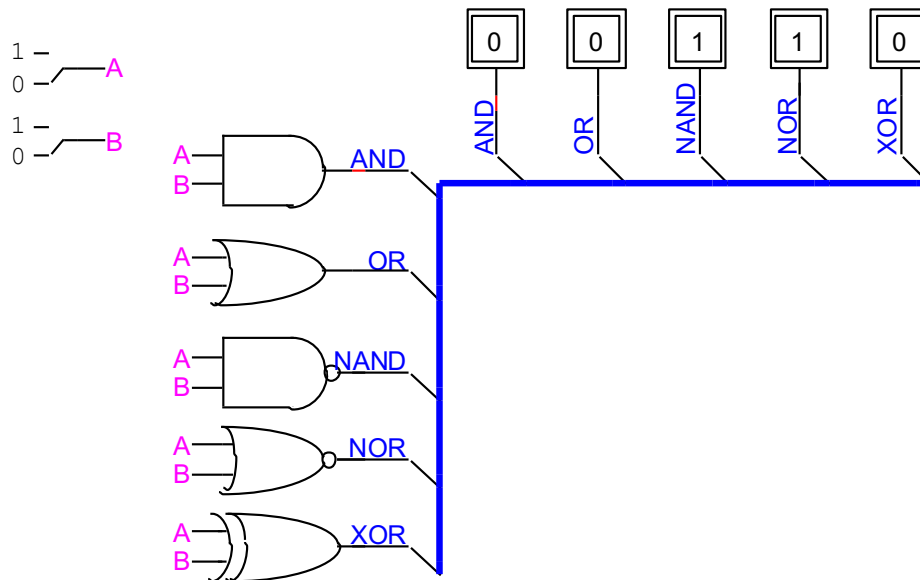 0 0 1 1 0
1
0 A
1
0 B
AND OR NAND NOR XOR
A
B AND
A
B OR
A
B NAND
A
B NOR
A
B XOR